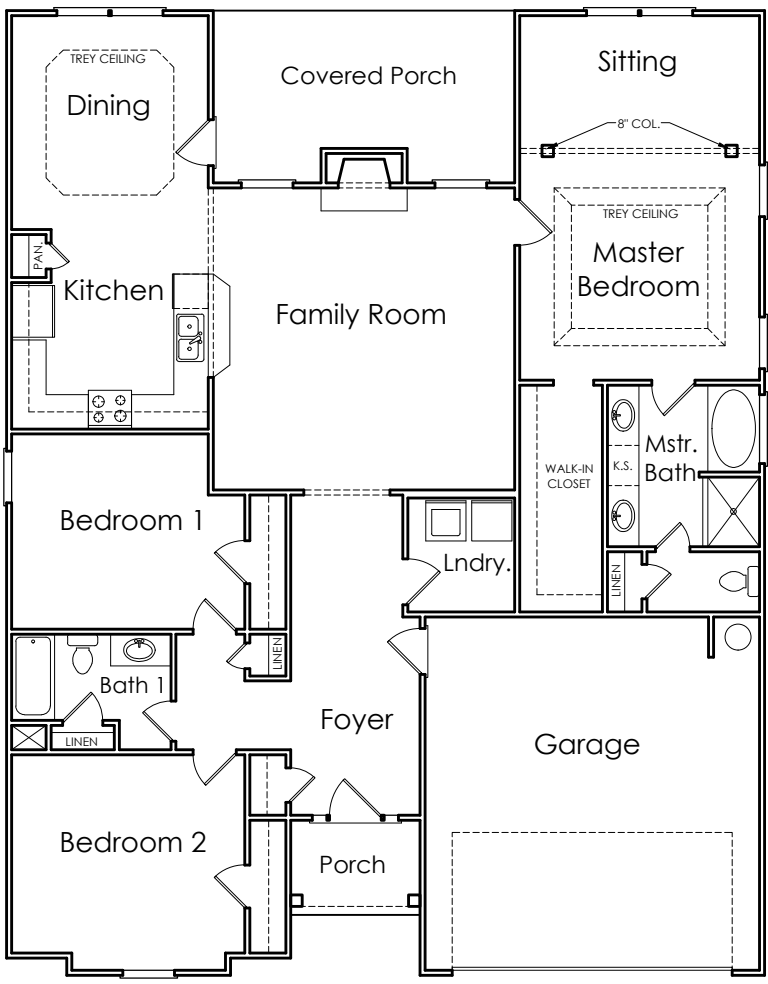 TREY CEILING
Dining
Covered Porch
Sitting
8" COL.
TREY CEILING
Master
Bedroom
PAN.
Kitchen
Family Room
Mstr.
Bath
K.S.
WALK-IN
CLOSET
Bedroom 1
Lndry.
LINEN
LINEN
Bath 1
LINEN
Foyer
Garage
Bedroom 2
Porch